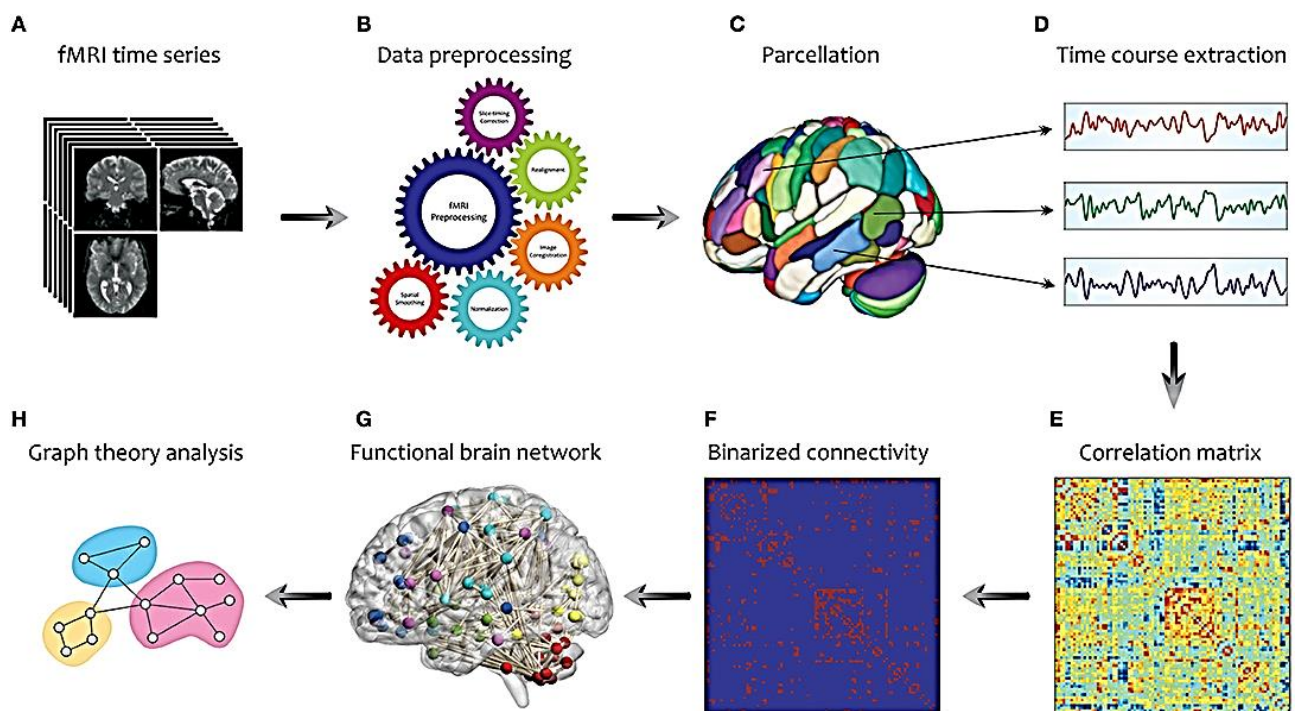 A
fMRI time series
B
Data preprocessing
Slice-timing
Correction
Realignment
fMRI
Preprocessing
Image
Coregistration
Spatial
Smoothing
Normalization
C
Parcellation
D
Time course extraction
H
Graph theory analysis
G
Functional brain network
F
Binarized connectivity
E
Correlation matrix